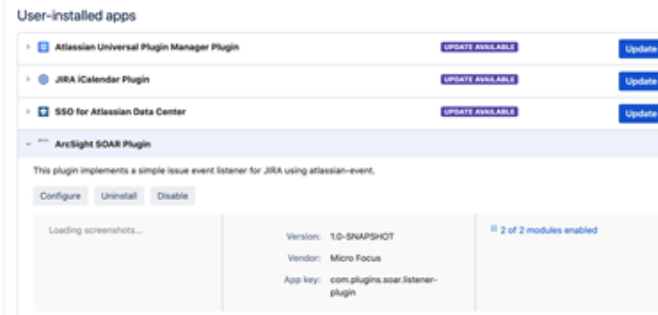 User-installed apps
Atlassian Universal Plugin Manager Plugin UPDATE AVAILABLE Update
JIRA iCalendar Plugin UPDATE AVAILABLE Update
SSO for Atlassian Data Center UPDATE AVAILABLE Update
ArcSight SOAR Plugin
This plugin implements a simple issue event listener for JIRA using atlassian-event.
Configure Uninstall Disable
Loading screenshots...
Version: 1.0-SNAPSHOT
Vendor: Micro Focus
App key: com.plugins.soar.listener-
plugin
2 of 2 modules enabled